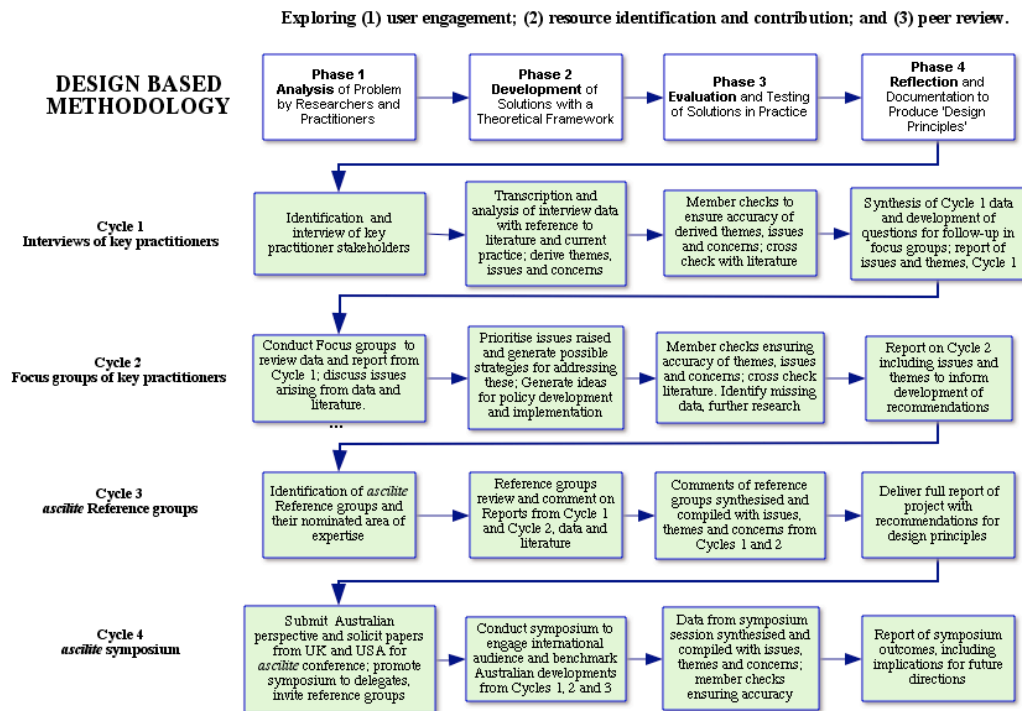 Exploring (1) user engagement; (2) resource identification and contribution; and (3) peer review.
DESIGN BASED
METHODOLOGY
Phase 1
Analysis of Problem
by Researchers and
Practitioners
Phase 2
Development of
Solutions with a
Theoretical Framework
Phase 3
Evaluation and Testing
of Solutions in Practice
Phase 4
Reflection and
Documentation to
Produce 'Design
Principles'
Cycle 1
Interviews of key practitioners
Identification and
interview of key
practitioner
stakeholders
Transcription and
analysis of interview data
with reference to
literature and current
practice; derive themes,
issues and concerns
Member checks to
ensure accuracy of
derived themes, issues
and concerns; cross
check with literature
Synthesis of Cycle 1 data
and development of
questions for follow-up in
focus groups; report of
issues and themes, Cycle 1
Cycle 2
Focus groups of key practitioners
Conduct Focus groups to
review data and report from
Cycle 1; discuss issues
arising from data and
literature.
...
Prioritise issues raised
and generate possible
strategies for addressing
these; Generate ideas
for policy development
and implementation
Member checks ensuring
accuracy of themes, issues
and concerns; cross check
literature. Identify missing
data, further research
Report on Cycle 2
including issues and
themes to inform
development of
recommendations
Cycle 3
ascilite Reference groups
Identification of ascilite
Reference groups and
their nominated area of
expertise
Reference groups
review and comment on
Reports from Cycle 1
and Cycle 2, data and
literature
Comments of reference
groups synthesised and
compiled with issues,
themes and concerns from
Cycles 1 and 2
Deliver full report of
project with
recommendations for
design principles
Cycle 4
ascilite symposium
Submit Australian
perspective and solicit papers
from UK and USA for
ascilite conference; promote
symposium to delegates,
invite reference groups
Conduct symposium to
engage international
audience and benchmark
Australian developments
from Cycles 1, 2 and 3
Data from symposium
session synthesised and
compiled with issues,
themes and concerns;
member checks
ensuring accuracy
Report of symposium
outcomes, including
implications for future
directions